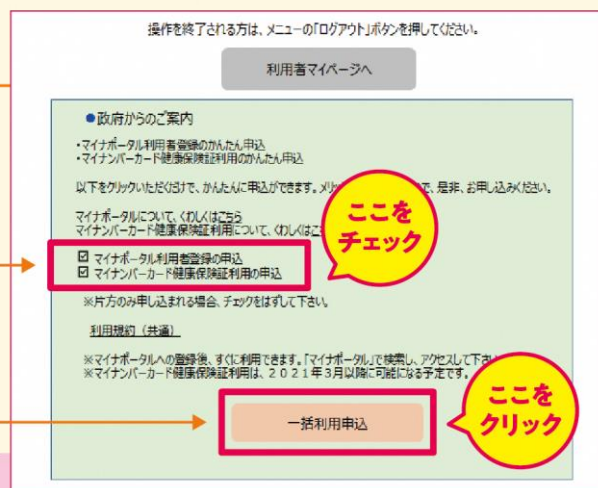 操作を終了される方は、メニューの「ログアウト」ボタンを押してください。
利用者マイページへ
●政府からのご案内
・マイナポータル利用者登録のかんたん申込
・マイナンバーカード健康保険証利用のかんたん申込
以下をクリックいただくだけで、かんたんに申込ができます。メリッ で、是非、お申し込みください。
マイナポータルについて、くわしくはこちら
マイナンバーカード健康保険証利用について、くわしくはこ
ここを
チェック
☑ マイナポータル利用者登録の申込
☑ マイナンバーカード健康保険証利用の申込
※片方のみ申し込まれる場合、チェックをはずして下さい。
利用規約（共通）
※マイナポータルへの登録後、すぐに利用できます。「マイナポータル」で検索し、アクセスして下さ
※マイナンバーカード健康保険証利用は、２０２１年３月以降に可能になる予定です。
ここを
クリック
一括利用申込